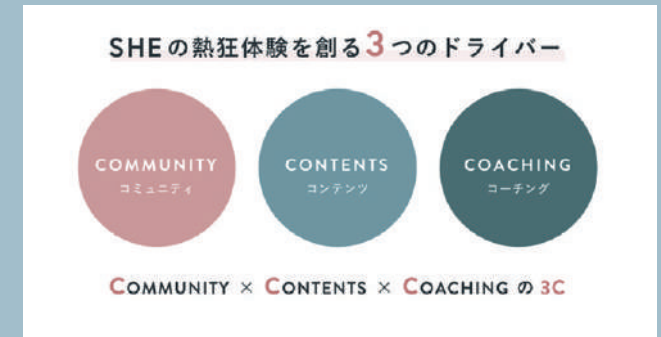 SHEの熱狂体験を創る3つのドライバー
COMMUNITY
コミュニティ
CONTENTS
コンテンツ
COACHING
コーチング
COMMUNITY × CONTENTS × COACHING の 3C